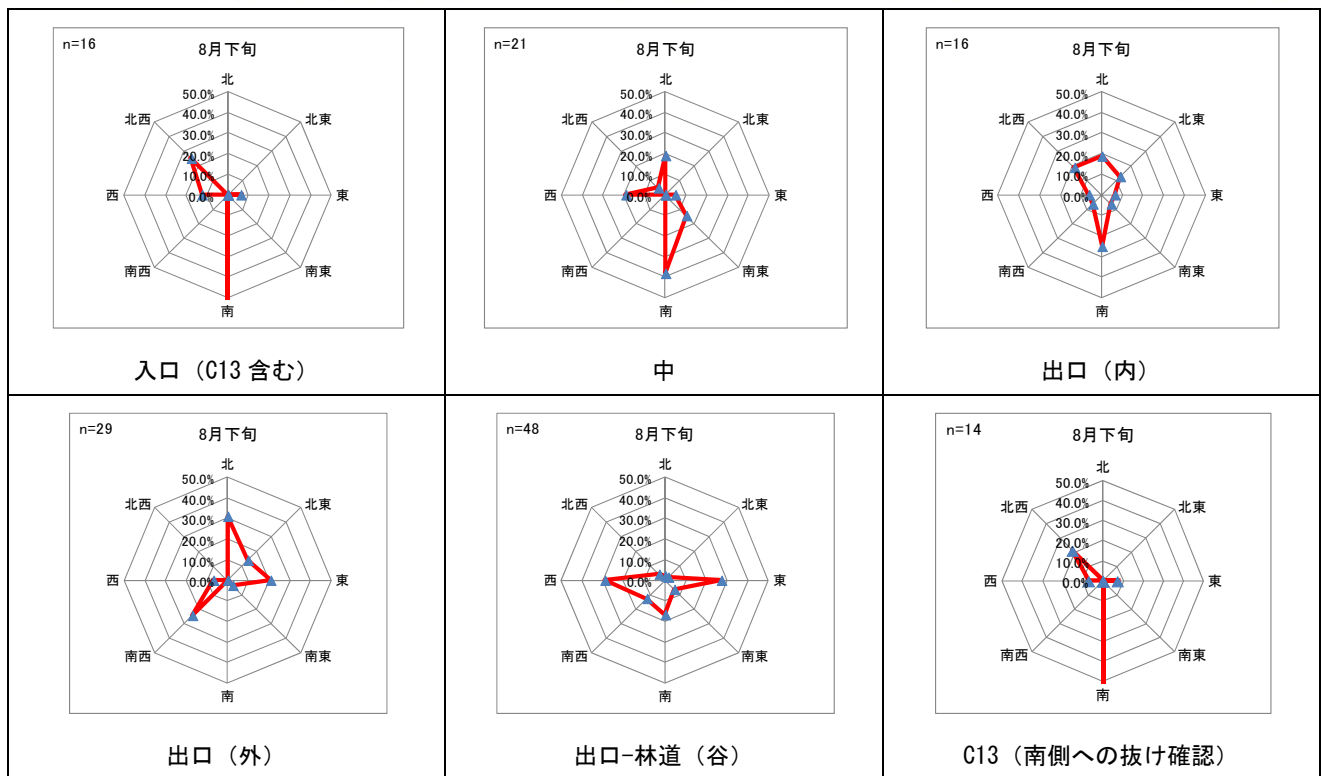 n=16
8月下旬
北
50.0%
北西
北東
40.0%
30.0%
20.0%
10.0%
西
0.0%
東
南西
南東
南
入口（C13 含む）
n=21
8月下旬
北
50.0%
北西
北東
40.0%
30.0%
20.0%
10.0%
西
0.0%
東
南西
南東
南
中
n=16
8月下旬
北
50.0%
北西
北東
40.0%
30.0%
20.0%
10.0%
西
0.0%
東
南西
南東
南
出口（内）
n=29
8月下旬
北
50.0%
北西
北東
40.0%
30.0%
20.0%
10.0%
西
0.0%
東
南西
南東
南
出口（外）
n=48
8月下旬
北
50.0%
北西
北東
40.0%
30.0%
20.0%
10.0%
西
0.0%
東
南西
南東
南
出口-林道（谷）
n=14
8月下旬
北
50.0%
北西
北東
40.0%
30.0%
20.0%
10.0%
西
0.0%
東
南西
南東
南
C13（南側への抜け確認）